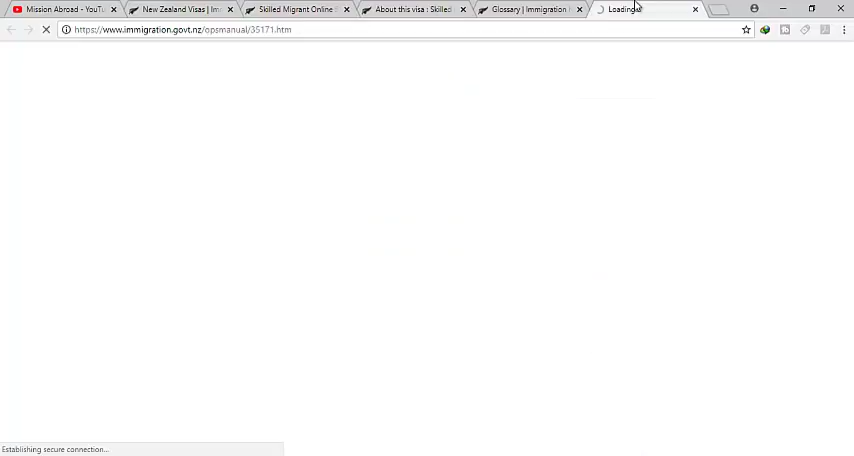 Mission Abroad - YouTu
New Zealand Visas | Im
Skilled Migrant Online
About this visa : Skilled
Glossary | Immigration
Loading
https://www.immigration.govt.nz/opsmanual/35171.htm
Establishing secure connection...